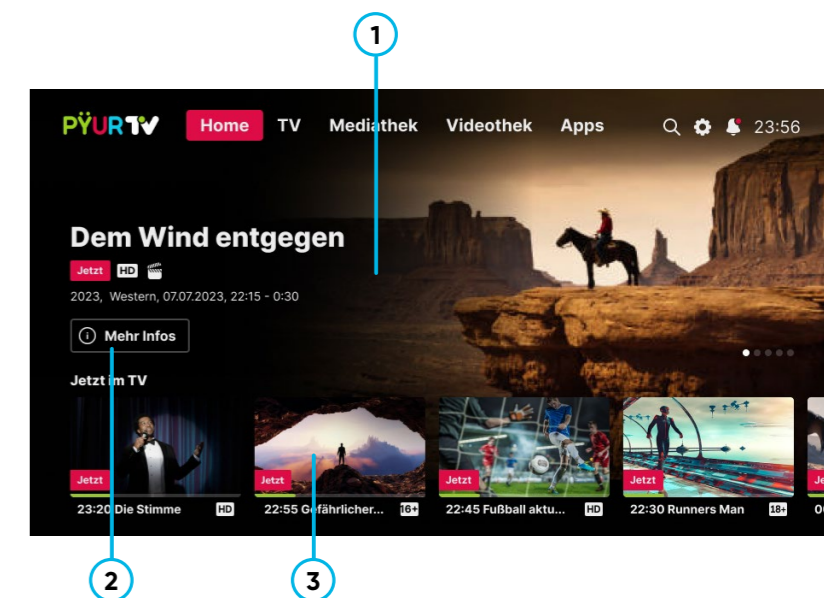 1
PŸUR TV Home TV Mediathek Videothek Apps 23:56
Dem Wind entgegen
Jetzt HD
2023, Western, 07.07.2023, 22:15 - 0:30
Mehr Infos
Jetzt im TV
Jetzt Jetzt Jetzt Jetzt
23:20 Die Stimme HD 22:55 Gefährlicher... 16+ 22:45 Fußball aktu... HD 22:30 Runners Man 18+
2 3